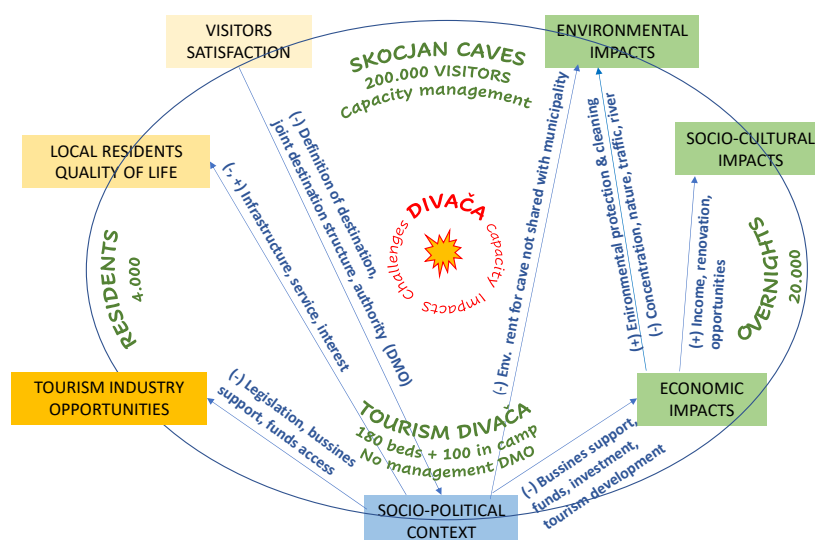 VISITORS
SATISFACTION
SKOCJAN CAVES
200.000 VISITORS
Capacity management
ENVIRONMENTAL
IMPACTS
LOCAL RESIDENTS
QUALITY OF LIFE
SOCIO-CULTURAL
IMPACTS
(-) Definition of destination,
joint destination structure, authority (DMO)
(-, +) Infrastructure, service, interest
(-) Env. rent for cave not shared with municipality
(+) Enironmental protection & cleaning
(-) Concentration, nature, traffic, river
(+) Income, renovation,
opportunities
DIVAČA
Capacity Impacts Challenges
RESIDENTS
4.000
OVERNIGHTS
20.000
TOURISM INDUSTRY
OPPORTUNITIES
(-) Legislation, bussines
support, funds access
TOURISM DIVAČA
180 beds + 100 in camp
No management DMO
ECONOMIC
IMPACTS
(-) Bussines support,
funds, investment,
tourism development
SOCIO-POLITICAL
CONTEXT